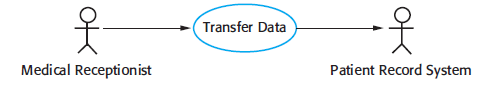 Transfer Data
Medical Receptionist
Patient Record System